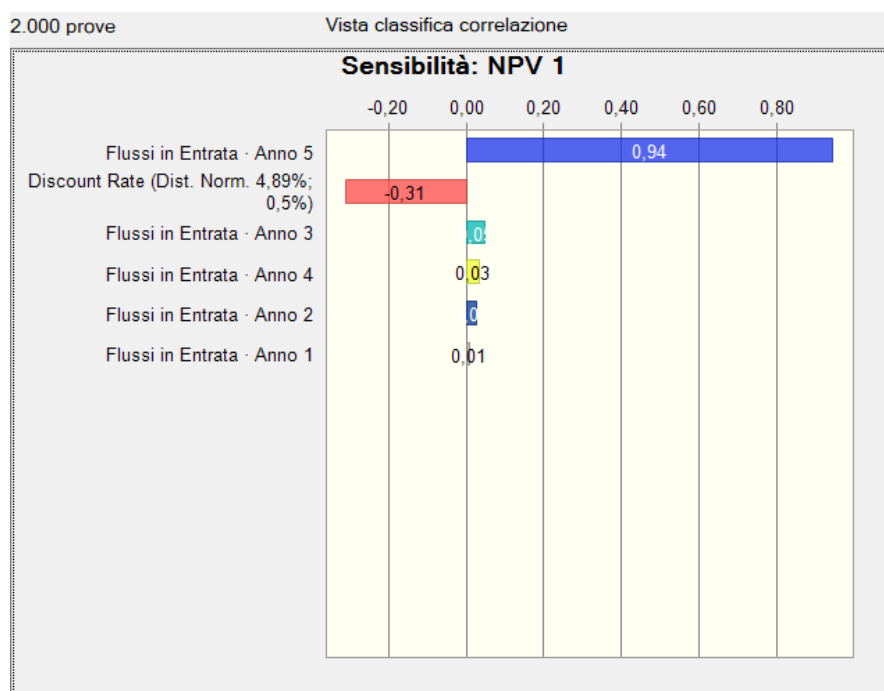 2.000 prove Vista classifica correlazione
Sensibilità: NPV 1
-0,20 0,00 0,20 0,40 0,60 0,80
Flussi in Entrata - Anno 5 0,94
Discount Rate (Dist. Norm. 4,89%;
0,5%) -0,31
Flussi in Entrata - Anno 3
Flussi in Entrata - Anno 4 0,03
Flussi in Entrata - Anno 2
Flussi in Entrata - Anno 1 0,01